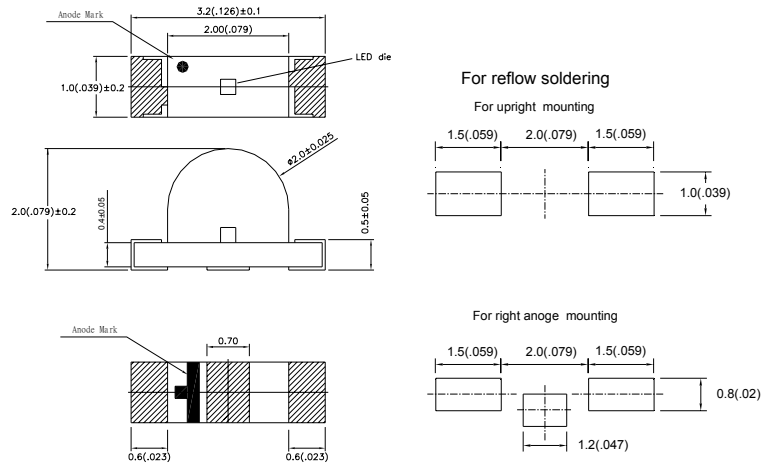 Anode Mark
3.2(.126)±0.1
2.00(.079)
LED die
1.0(.039)±0.2
ø2.0±0.025
2.0(.079)±0.2
0.4±0.05
0.5±0.05
Anode Mark
0.70
0.6(.023)
0.6(.023)
For reflow soldering
For upright mounting
1.5(.059)
2.0(.079)
1.5(.059)
1.0(.039)
For right anoge mounting
1.5(.059)
2.0(.079)
1.5(.059)
0.8(.02)
1.2(.047)